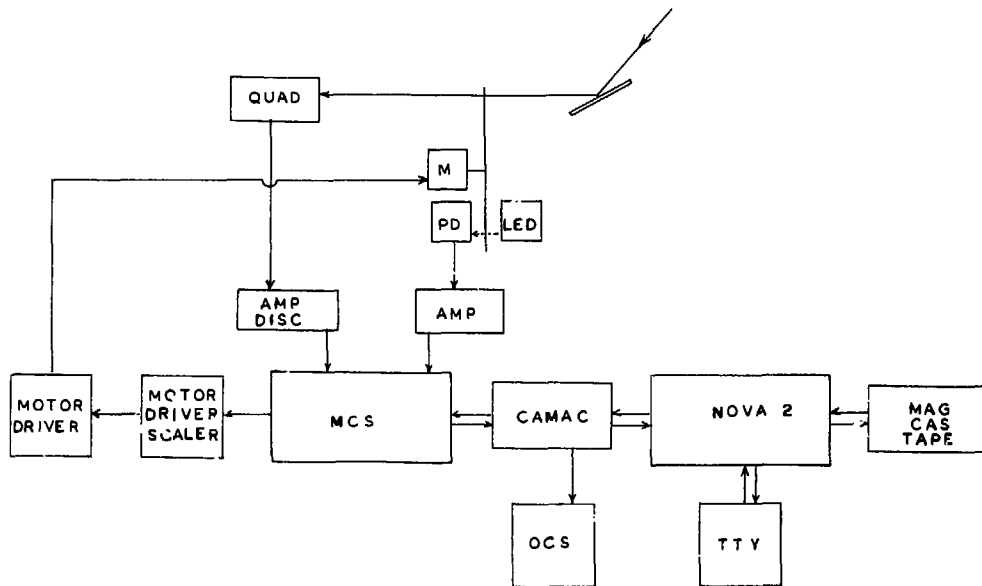 QUAD
M
PD
LED
AMP
DISC
AMP
MOTOR
DRIVER
MOTOR
DRIVER
SCALER
MCS
CAMAC
NOVA 2
MAG
CAS
TAPE
OCS
TTY